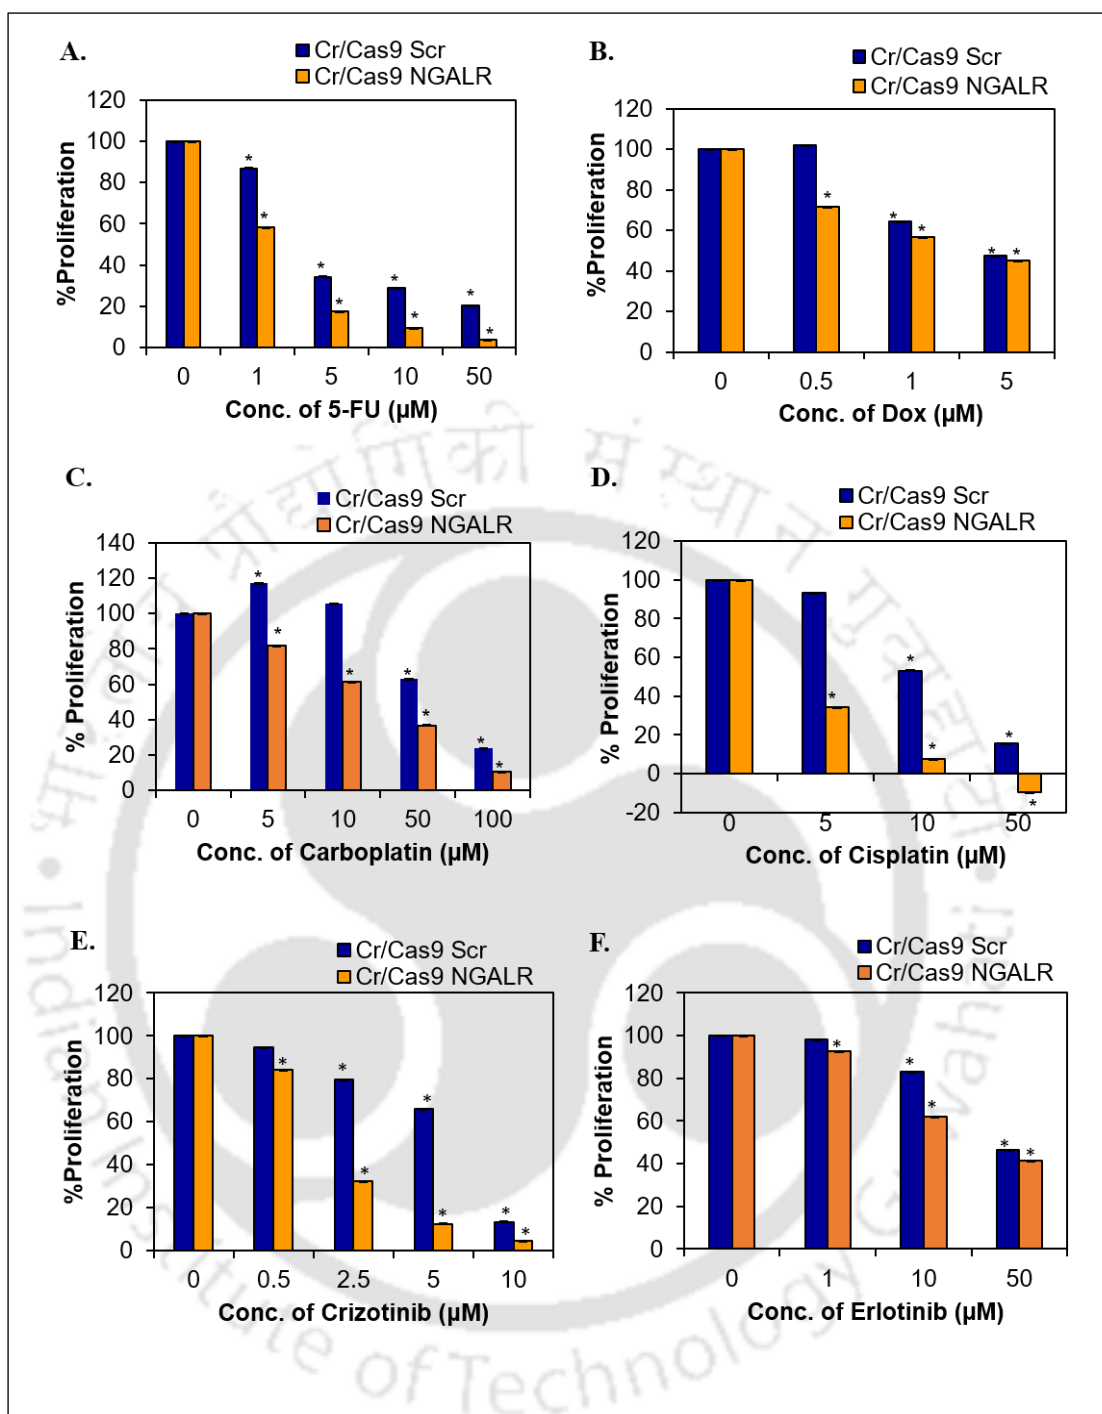 A.
Cr/Cas9 Scr
Cr/Cas9 NGALR
120
100
80
60
40
20
0
%Proliferation
* * * * * * * *
0 1 5 10 50
Conc. of 5-FU (µM)
B.
Cr/Cas9 Scr
Cr/Cas9 NGALR
120
100
80
60
40
20
0
%Proliferation
* * * * *
0 0.5 1 5
Conc. of Dox (µM)
C.
Cr/Cas9 Scr
Cr/Cas9 NGALR
140
120
100
80
60
40
20
0
% Proliferation
* * * * * * *
0 5 10 50 100
Conc. of Carboplatin (µM)
D.
Cr/Cas9 Scr
Cr/Cas9 NGALR
120
100
80
60
40
20
0
-20
% Proliferation
* * * * *
0 5 10 50
Conc. of Cisplatin (µM)
E.
Cr/Cas9 Scr
Cr/Cas9 NGALR
120
100
80
60
40
20
0
%Proliferation
* * * * * * *
0 0.5 2.5 5 10
Conc. of Crizotinib (µM)
F.
Cr/Cas9 Scr
Cr/Cas9 NGALR
120
100
80
60
40
20
0
% Proliferation
* * * * *
0 1 10 50
Conc. of Erlotinib (µM)
Indian Institute of Technology Guwahati